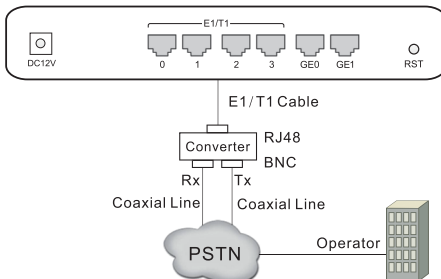 E1/T1
DC12V
0 1 2 3 GE0 GE1
RST
E1/T1 Cable
RJ48
Converter
BNC
Rx Tx
Coaxial Line Coaxial Line
PSTN
Operator